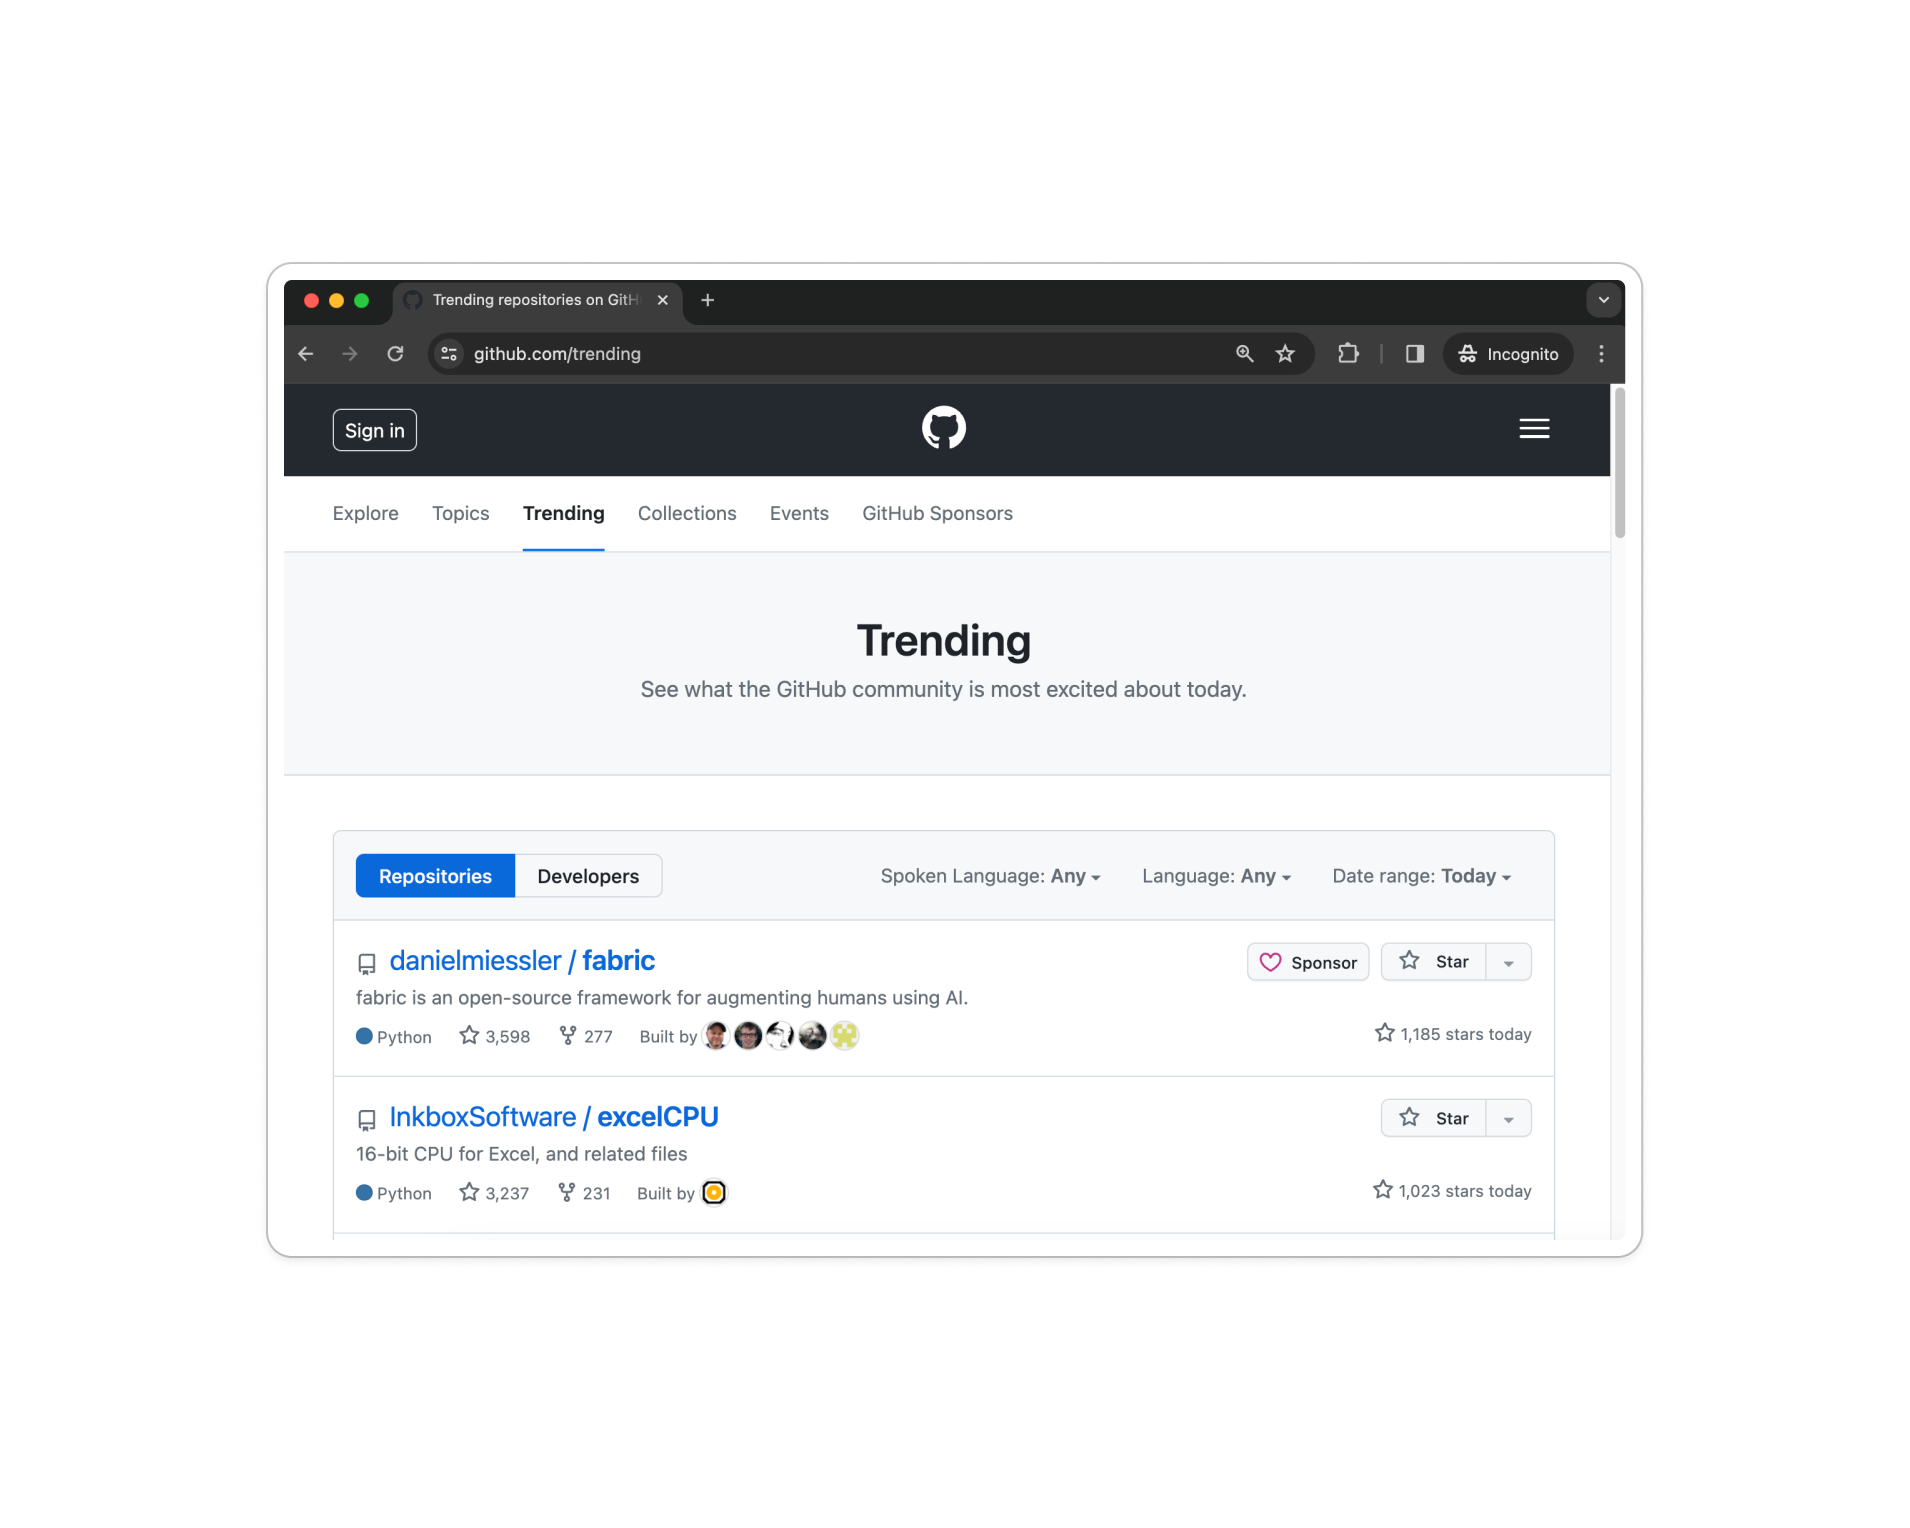 Trending repositories on GitH
github.com/trending
Incognito
Sign in
Explore Topics Trending Collections Events GitHub Sponsors
Trending
See what the GitHub community is most excited about today.
Repositories Developers Spoken Language: Any Language: Any Date range: Today
danielmiessler / fabric Sponsor Star
fabric is an open-source framework for augmenting humans using AI.
Python 3,598 277 Built by 1,185 stars today
InkboxSoftware / excelCPU Star
16-bit CPU for Excel, and related files
Python 3,237 231 Built by 1,023 stars today